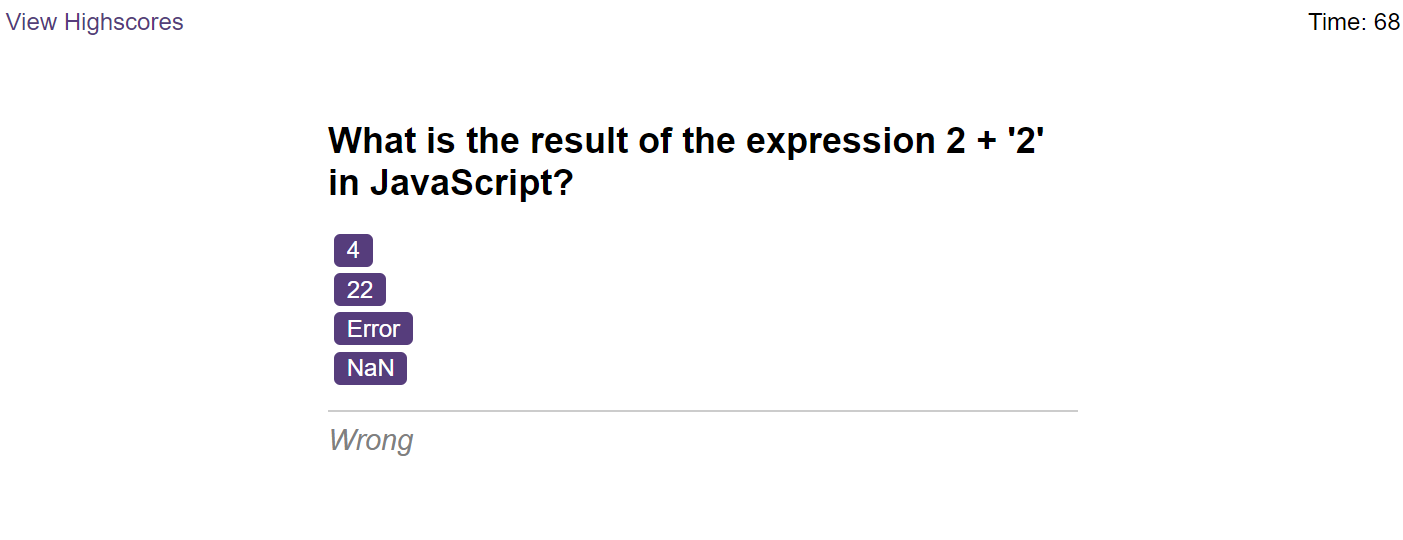 View Highscores
Time: 68
What is the result of the expression 2 + '2'
in JavaScript?
4
22
Error
NaN
Wrong